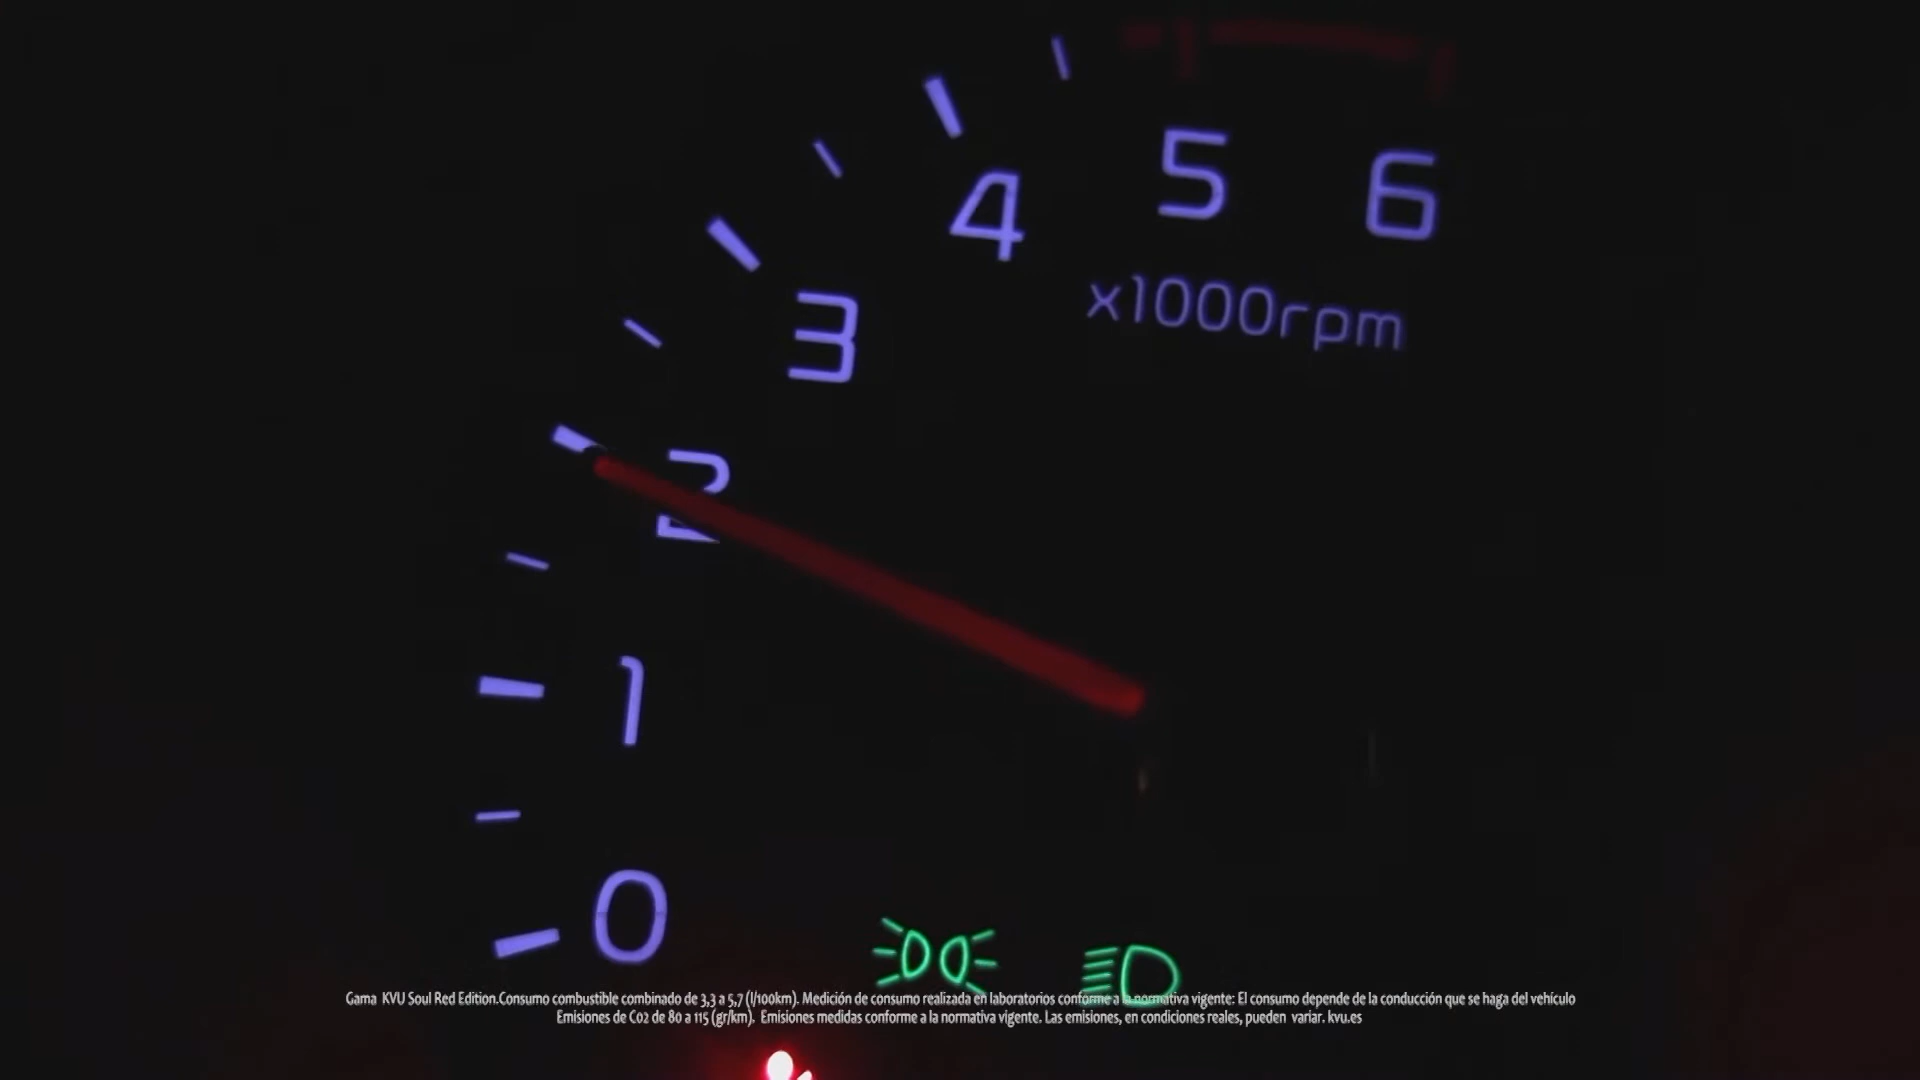 5
6
4
x1000rpm
3
2
1
0
Gama KVU Soul Red Edition.Consumo combustible combinado de 3,3 a 5,7 (l/100km). Medición de consumo realizada en laboratorios conforme a la normativa vigente: El consumo depende de la conducción que se haga del vehículo
Emisiones de C02 de 80 a 115 (gr/km). Emisiones medidas conforme a la normativa vigente. Las emisiones, en condiciones reales, pueden variar. kvu.es